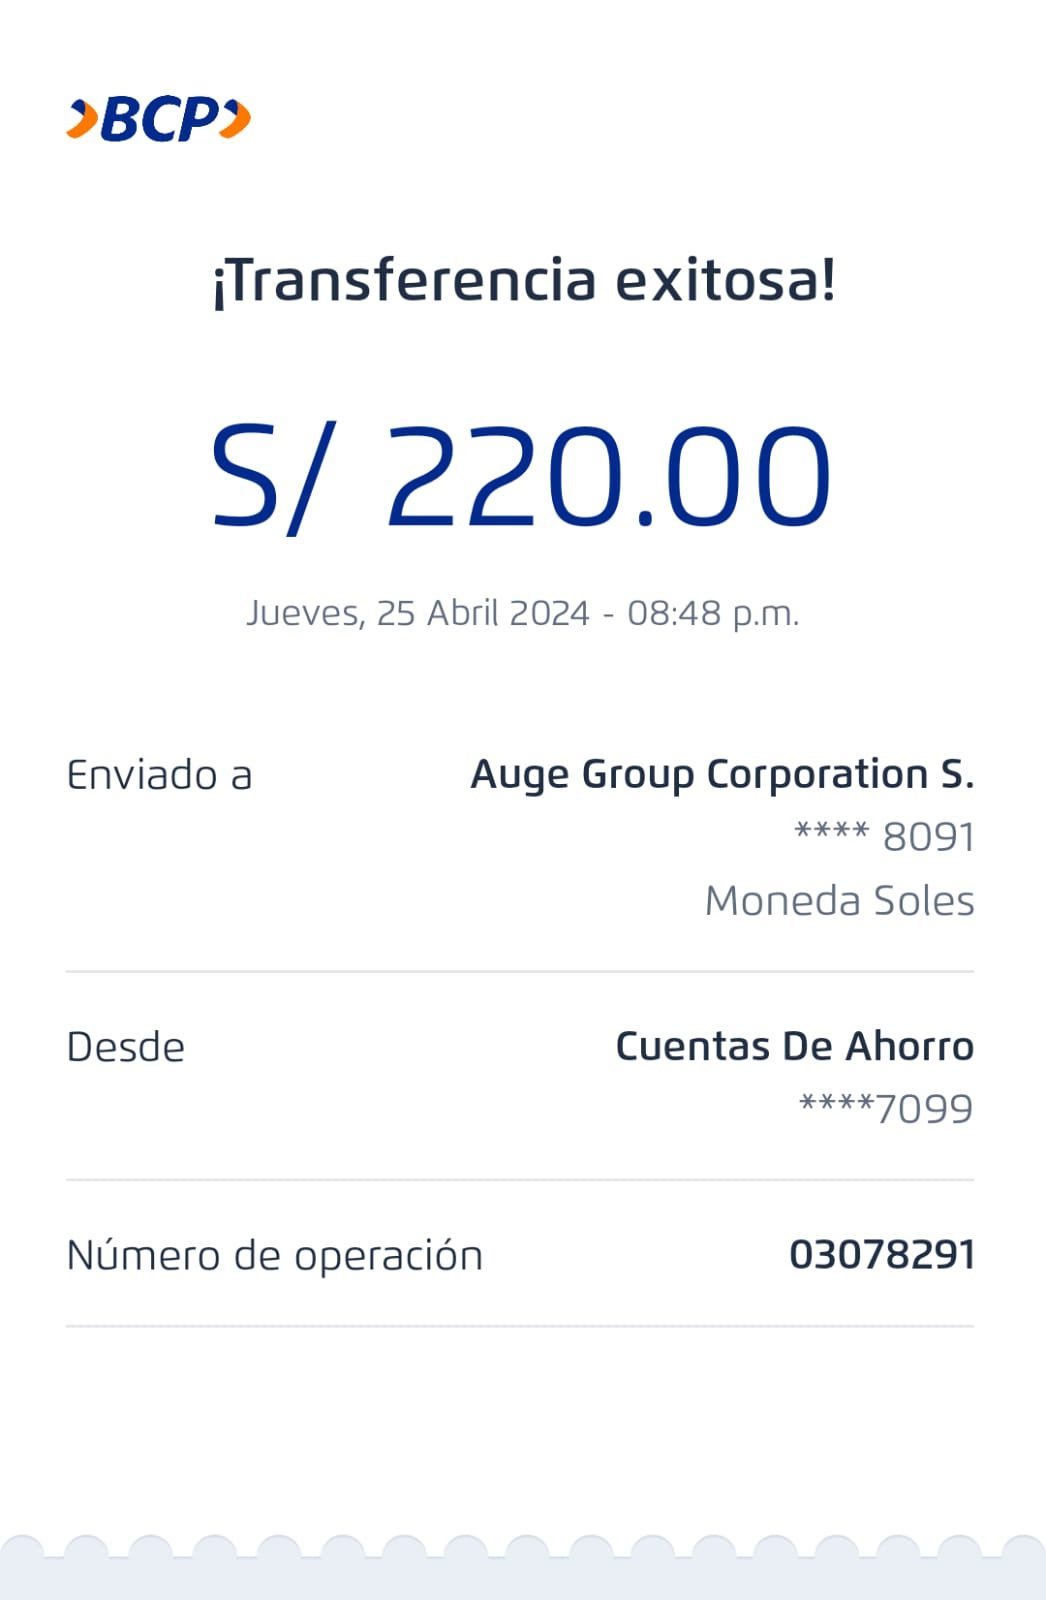 BCP
¡Transferencia exitosa!
S/ 220.00
Jueves, 25 Abril 2024 - 08:48 p.m.
Enviado a
Auge Group Corporation S.
**** 8091
Moneda Soles
Desde
Cuentas De Ahorro
****7099
Número de operación
03078291